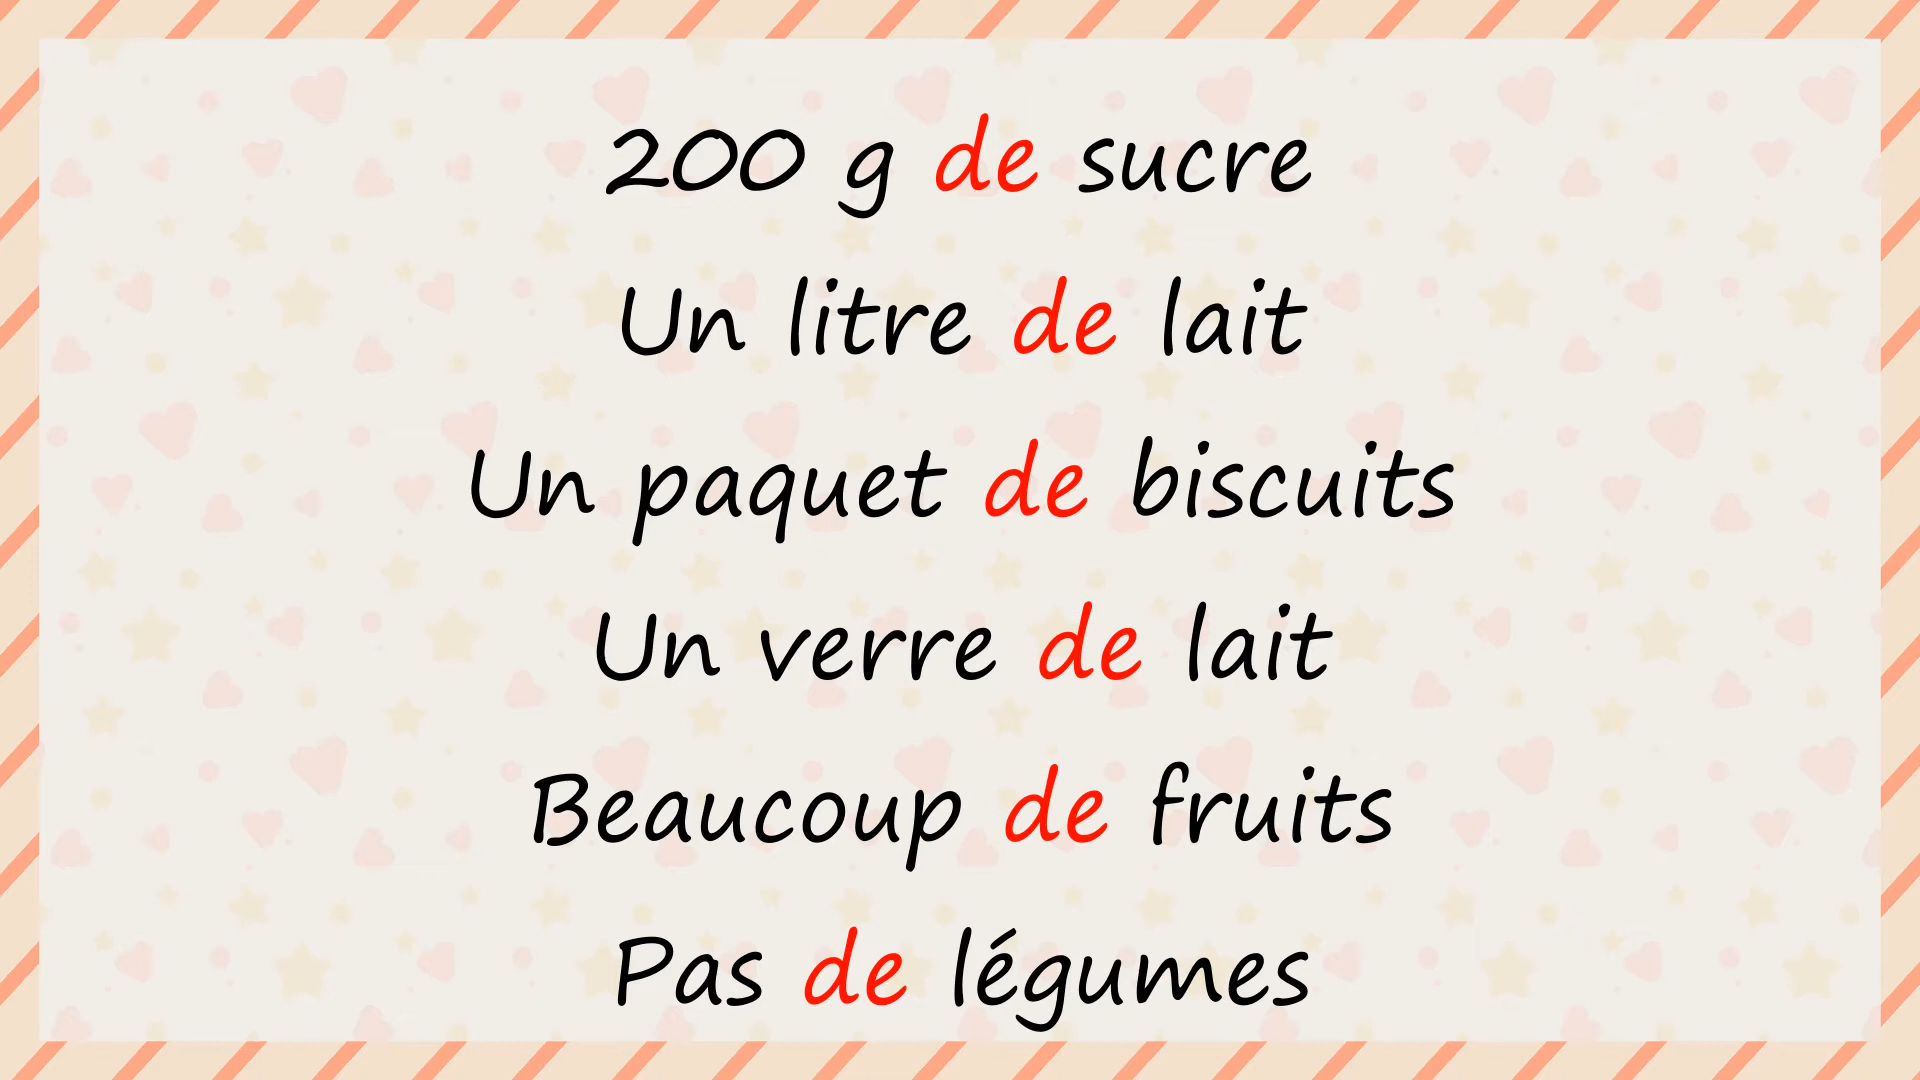 200 g de sucre
Un litre de lait
Un paquet de biscuits
Un verre de lait
Beaucoup de fruits
Pas de légumes